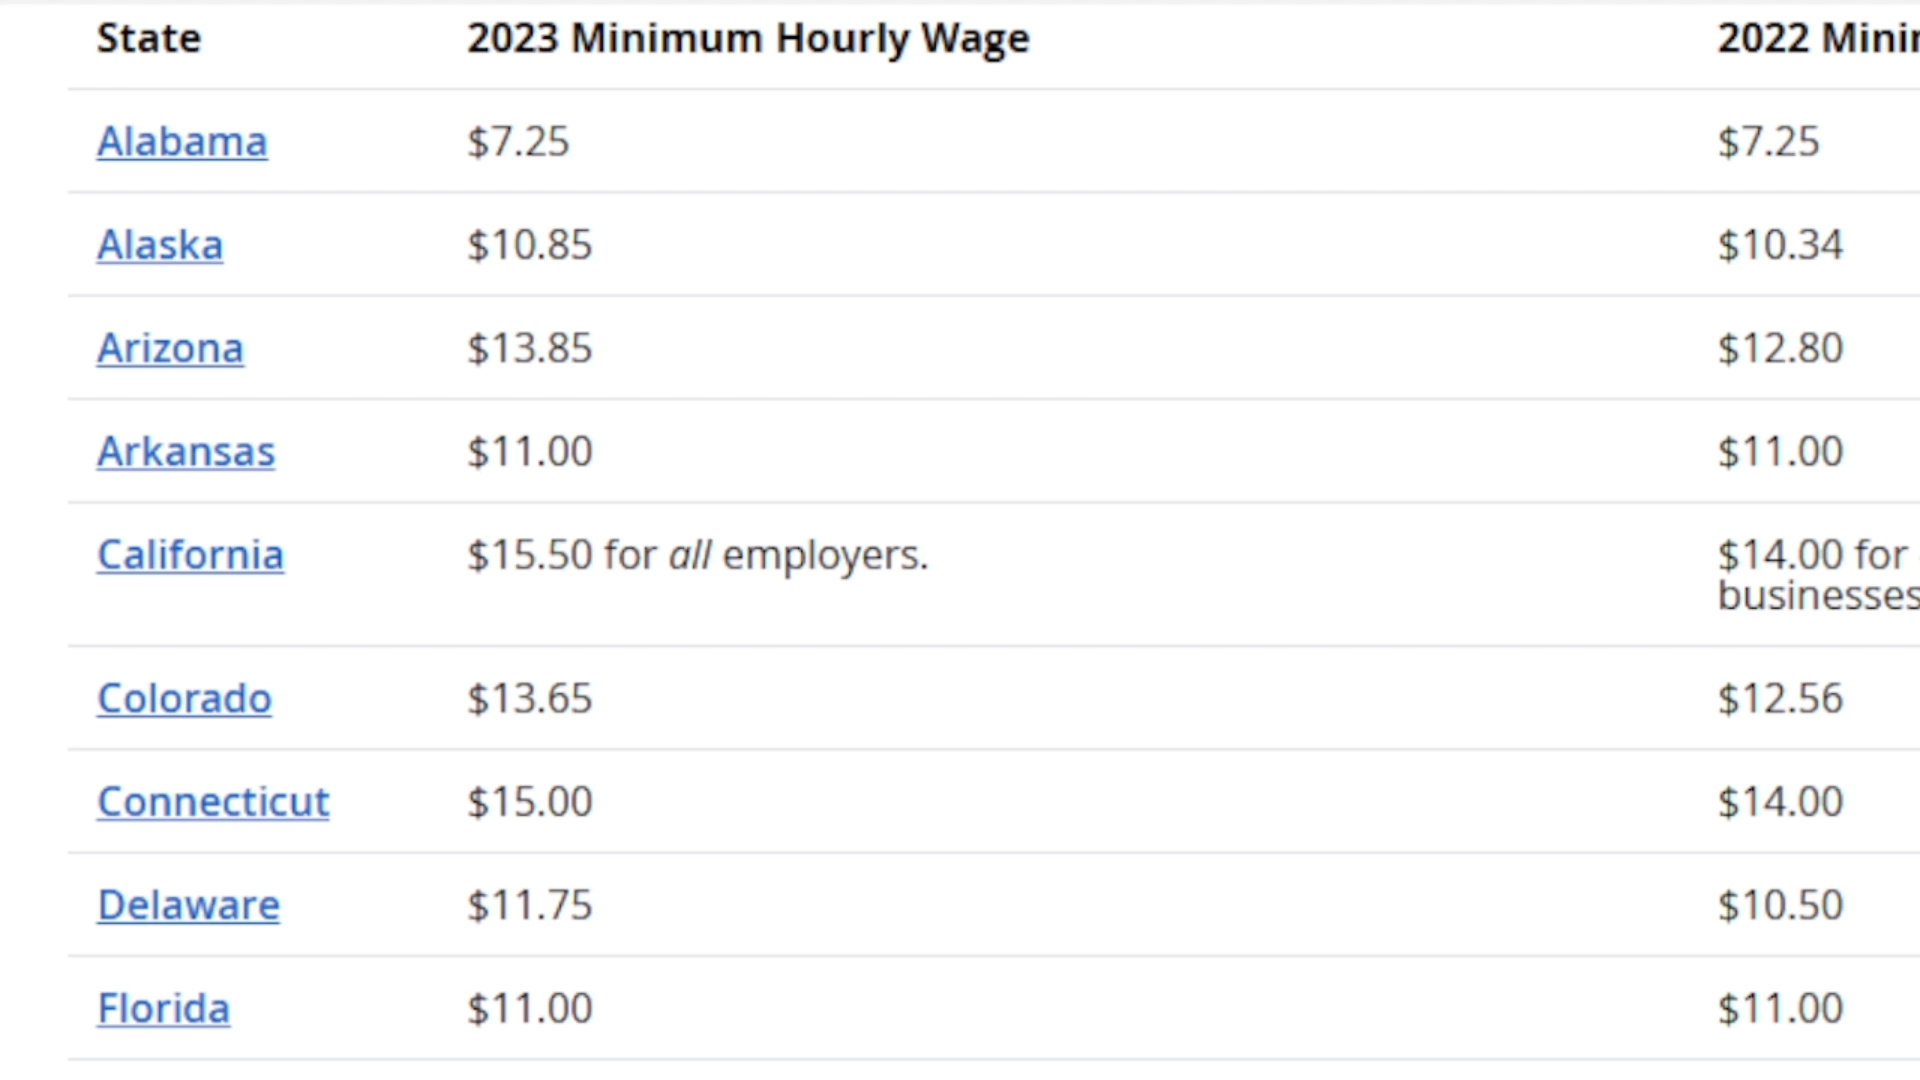 State 2023 Minimum Hourly Wage 2022
Alabama $7.25 $7.25
Alaska $10.85 $10.34
Arizona $13.85 $12.80
Arkansas $11.00 $11.00
California $15.50 for all employers. $14.00 for
businesses
Colorado $13.65 $12.56
Connecticut $15.00 $14.00
Delaware $11.75 $10.50
Florida $11.00 $11.00